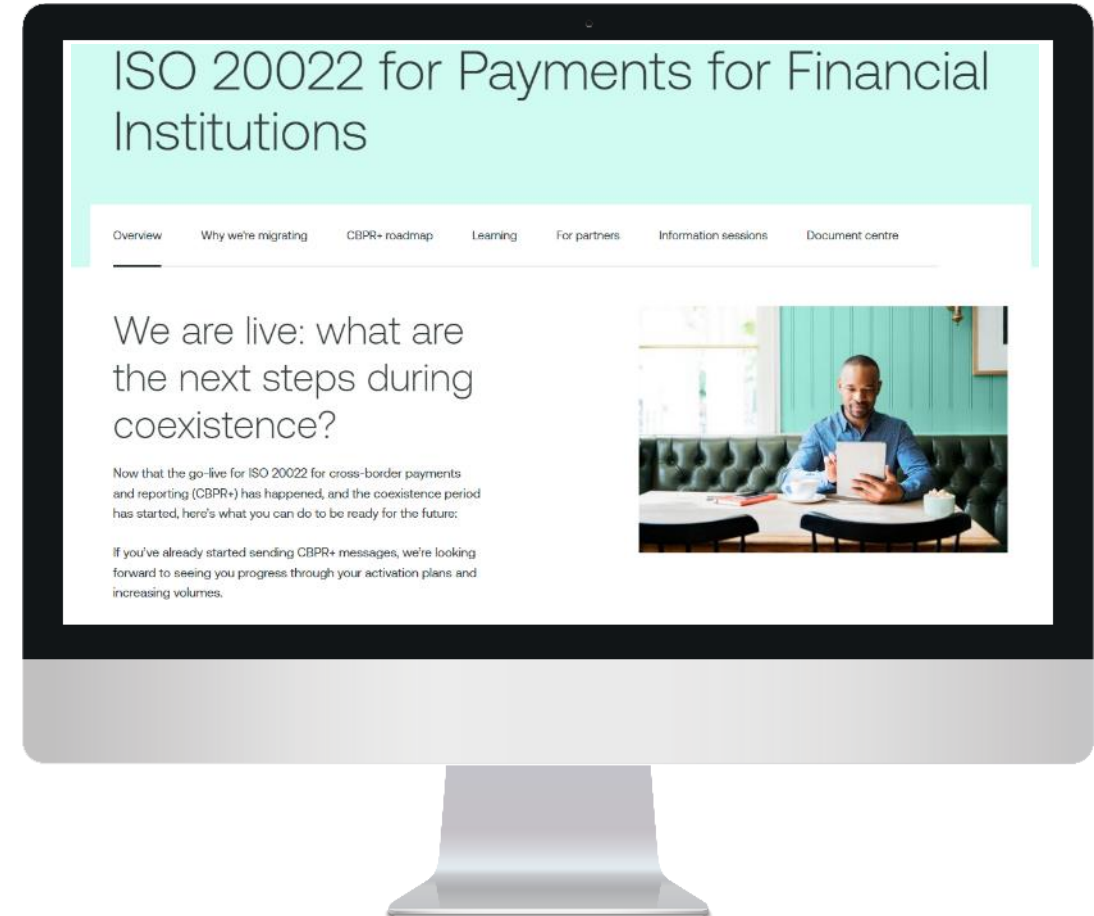 ISO 20022 for Payments for Financial
Institutions
Overview Why we're migrating CBPR+ roadmap Learning For partners Information sessions Document centre
We are live: what are
the next steps during
coexistence?
Now that the go-live for ISO 20022 for cross-border payments
and reporting (CBPR+) has happened, and the coexistence period
has started, here's what you can do to be ready for the future:
If you've already started sending CBPR+ messages, we're looking
forward to seeing you progress through your activation plans and
increasing volumes.